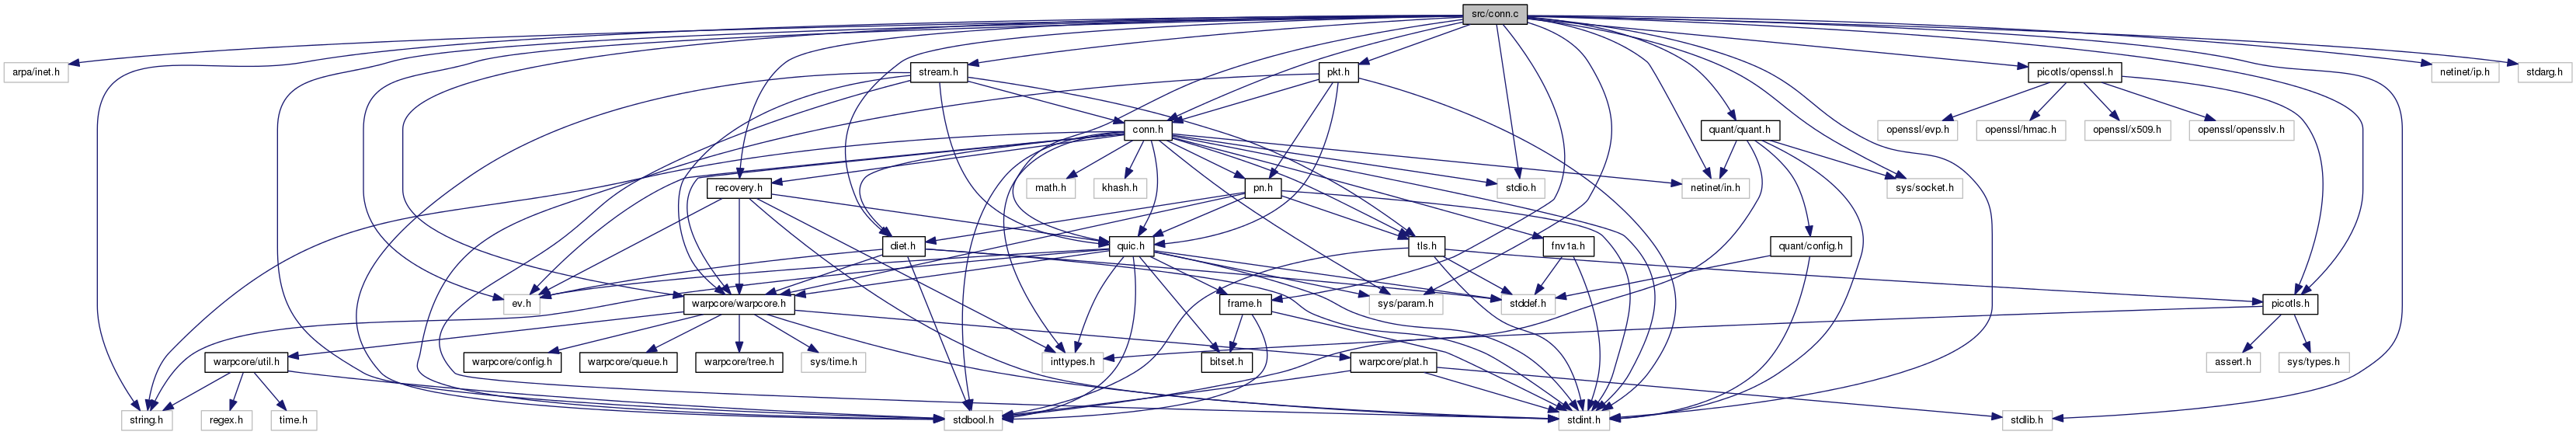 src/conn.c
arpa/inet.h
stream.h
pkt.h
picotls/openssl.h
netinet/ip.h
stdarg.h
conn.h
openssl/evp.h
openssl/hmac.h
openssl/x509.h
openssl/opensslv.h
quant/quant.h
recovery.h
math.h
khash.h
pn.h
stdio.h
netinet/in.h
sys/socket.h
diet.h
quic.h
tls.h
fnv1a.h
quant/config.h
ev.h
warpcore/warpcore.h
frame.h
sys/param.h
stddef.h
picotls.h
warpcore/util.h
warpcore/config.h
warpcore/queue.h
warpcore/tree.h
sys/time.h
inttypes.h
bitset.h
warpcore/plat.h
assert.h
sys/types.h
string.h
regex.h
time.h
stdbool.h
stdint.h
stdlib.h